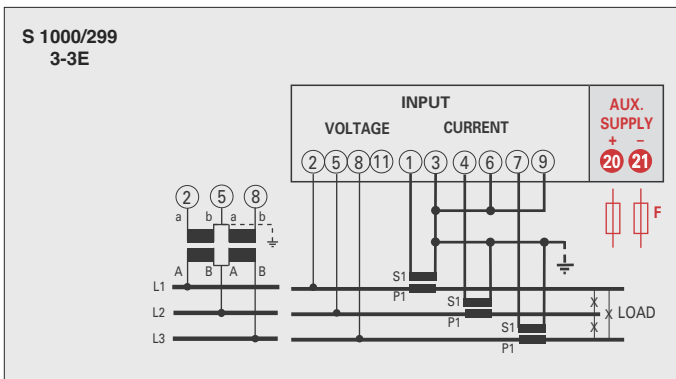 S 1000/299
3-3E
INPUT
AUX.
SUPPLY
VOLTAGE CURRENT
+ −
2 5 8 11 1 3 4 6 7 9 20 21
2 5 8
a b a b
F
A B A B
S1
L1
P1
S1
L2
X X LOAD
P1
S1
X
L3
P1